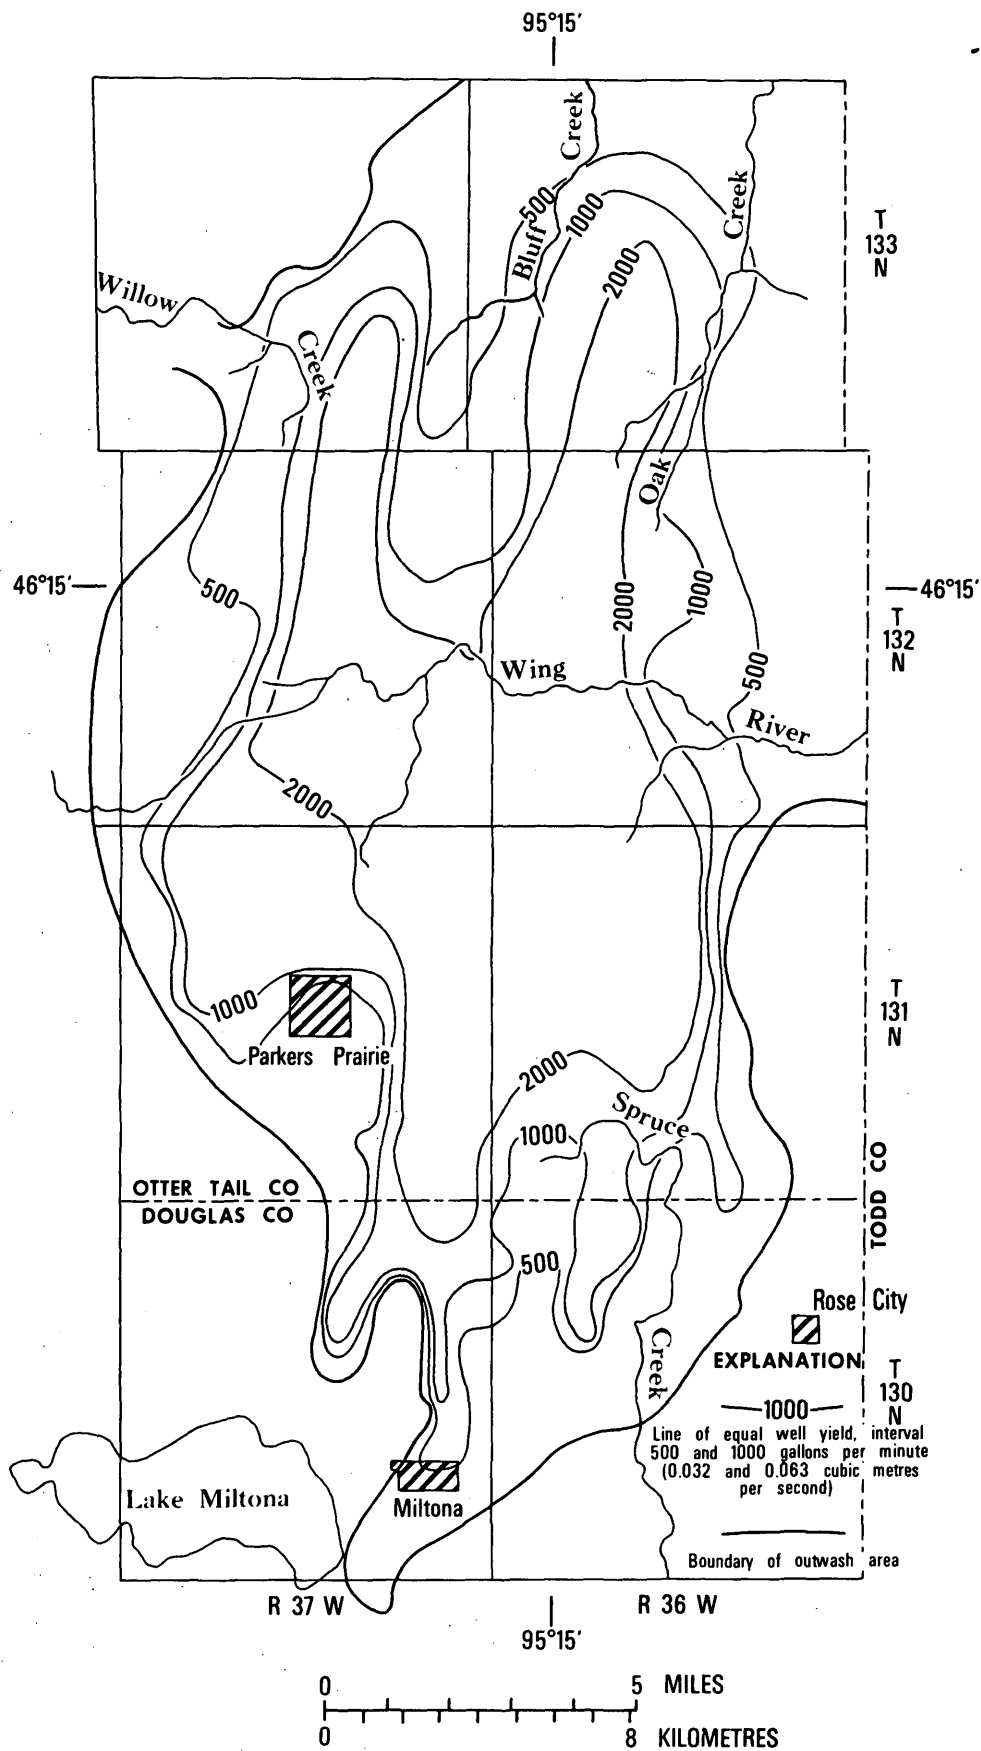 95°15'
Creek
Creek
500
1000
Bluff
2000
T
133
N
Willow
Creek
Oak
46°15'
46°15'
500
2000
1000
T
132
N
500
Wing
River
2000
1000
T
131
N
Parkers Prairie
2000
Spruce
1000
OTTER TAIL CO
DOUGLAS CO
TODD CO
500
Rose City
Creek
EXPLANATION
T
130
N
1000
Line of equal well yield, interval
500 and 1000 gallons per minute
(0.032 and 0.063 cubic metres
per second)
Lake Miltona
Miltona
Boundary of outwash area
R 37 W
R 36 W
95°15'
0 5 MILES
0 8 KILOMETRES